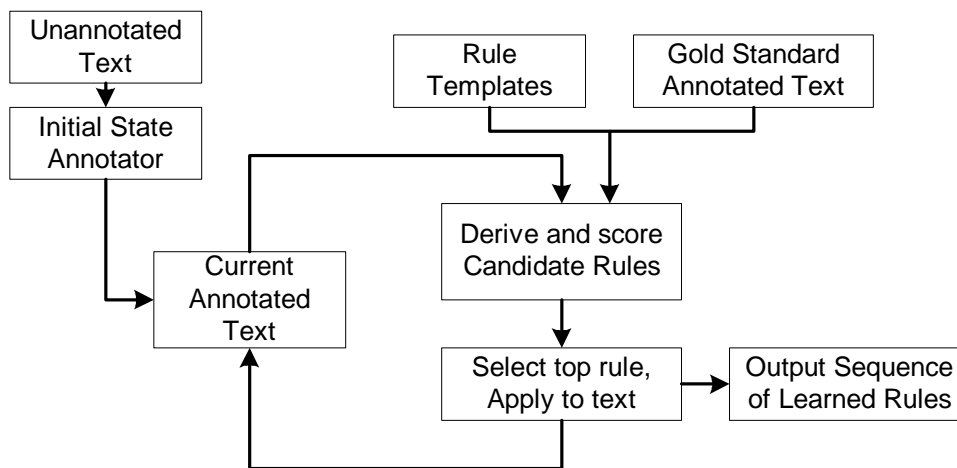 Unannotated
Text
Initial State
Annotator
Rule
Templates
Gold Standard
Annotated Text
Current
Annotated
Text
Derive and score
Candidate Rules
Select top rule,
Apply to text
Output Sequence
of Learned Rules